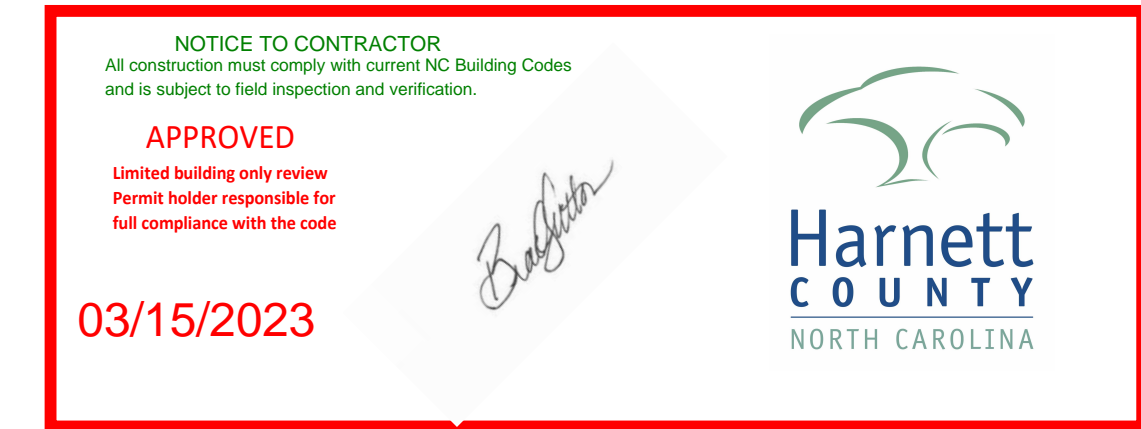 NOTICE TO CONTRACTOR
All construction must comply with current NC Building Codes
and is subject to field inspection and verification.
APPROVED
Limited building only review
Permit holder responsible for
full compliance with the code
03/15/2023
Harnett
COUNTY
NORTH CAROLINA